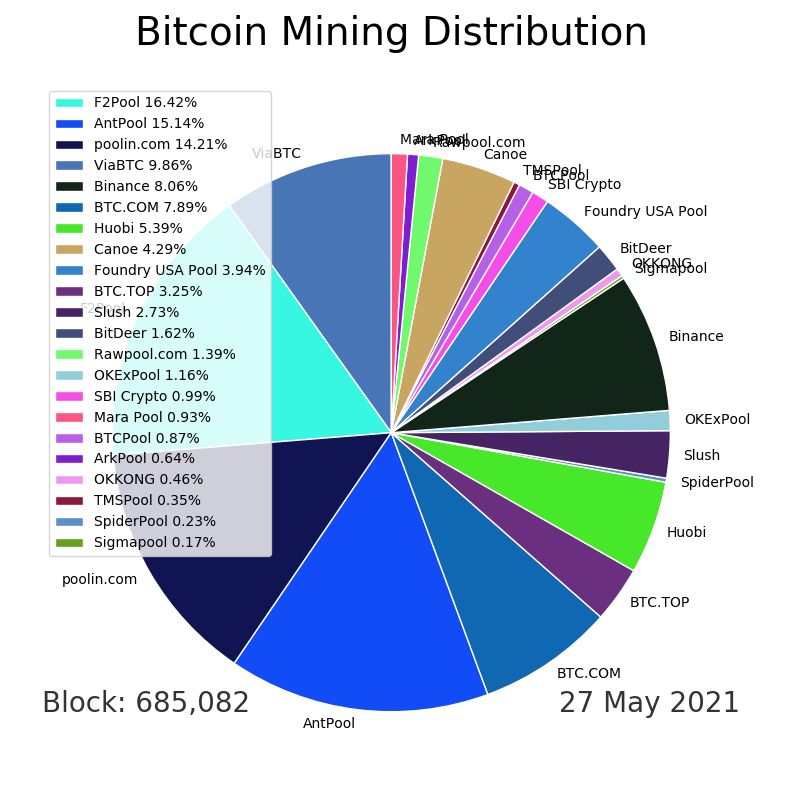 Bitcoin Mining Distribution
F2Pool 16.42%
AntPool 15.14%
poolin.com 14.21%
ViaBTC 9.86%
Binance 8.06%
BTC.COM 7.89%
Huobi 5.39%
Canoe 4.29%
Foundry USA Pool 3.94%
BTC.TOP 3.25%
Slush 2.73%
BitDeer 1.62%
Rawpool.com 1.39%
OKExPool 1.16%
SBI Crypto 0.99%
Mara Pool 0.93%
BTCPool 0.87%
ArkPool 0.64%
OKKONG 0.46%
TMSPool 0.35%
SpiderPool 0.23%
Sigmapool 0.17%
ViaBTC
F2Pool
poolin.com
AntPool
BTC.COM
BTC.TOP
Huobi
SpiderPool
Slush
OKExPool
Binance
Sigmapool
OKKONG
BitDeer
Foundry USA Pool
SBI Crypto
BTCPool
TMSPool
Canoe
Rawpool.com
ArkPool
Mara Pool
Block: 685,082
27 May 2021